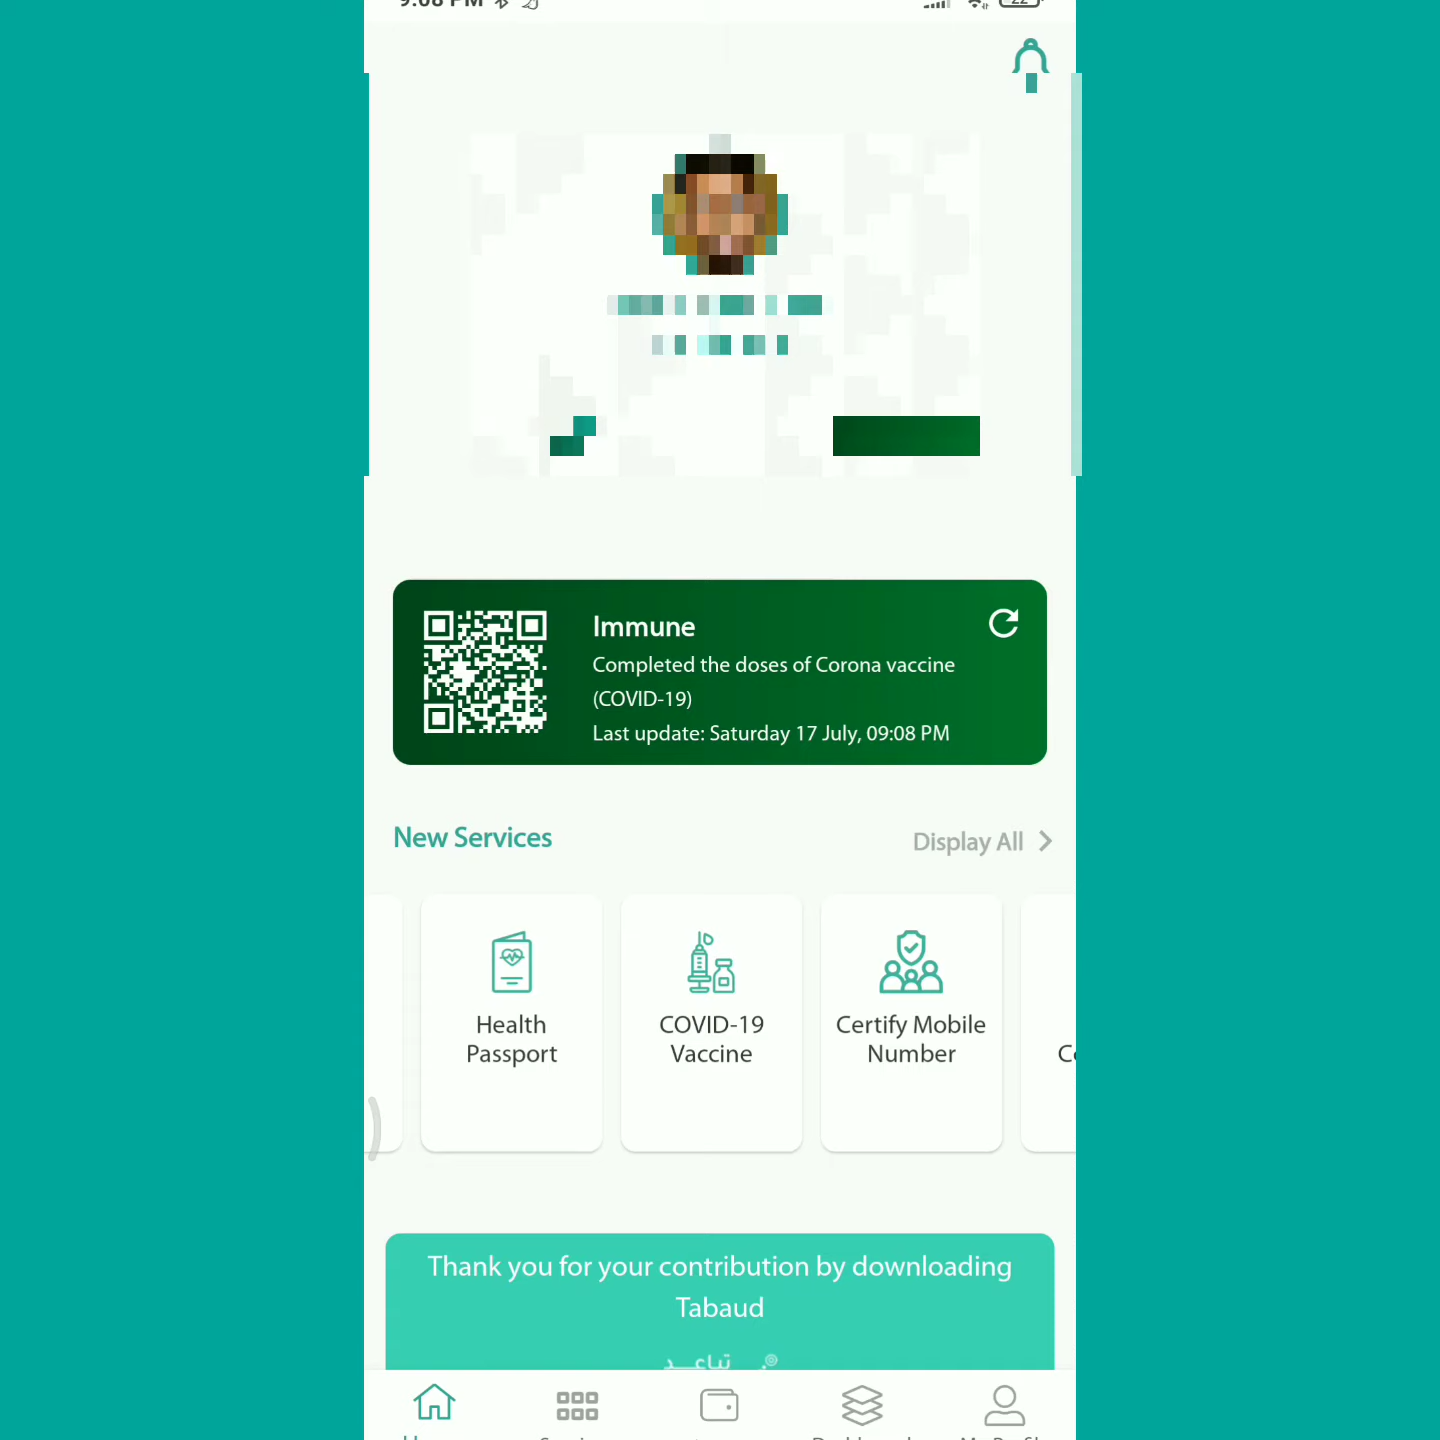 9:08 PM
22
Immune
Completed the doses of Corona vaccine
(COVID-19)
Last update: Saturday 17 July, 09:08 PM
New Services
Display All
Health
Passport
COVID-19
Vaccine
Certify Mobile
Number
Thank you for your contribution by downloading
Tabaud
تباعـــد